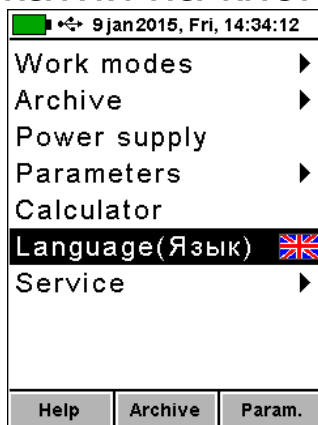 9 jan 2015, Fri, 14:34:12
Work modes
Archive
Power supply
Parameters
Calculator
Language(Язык)
Service
Help Archive Param.